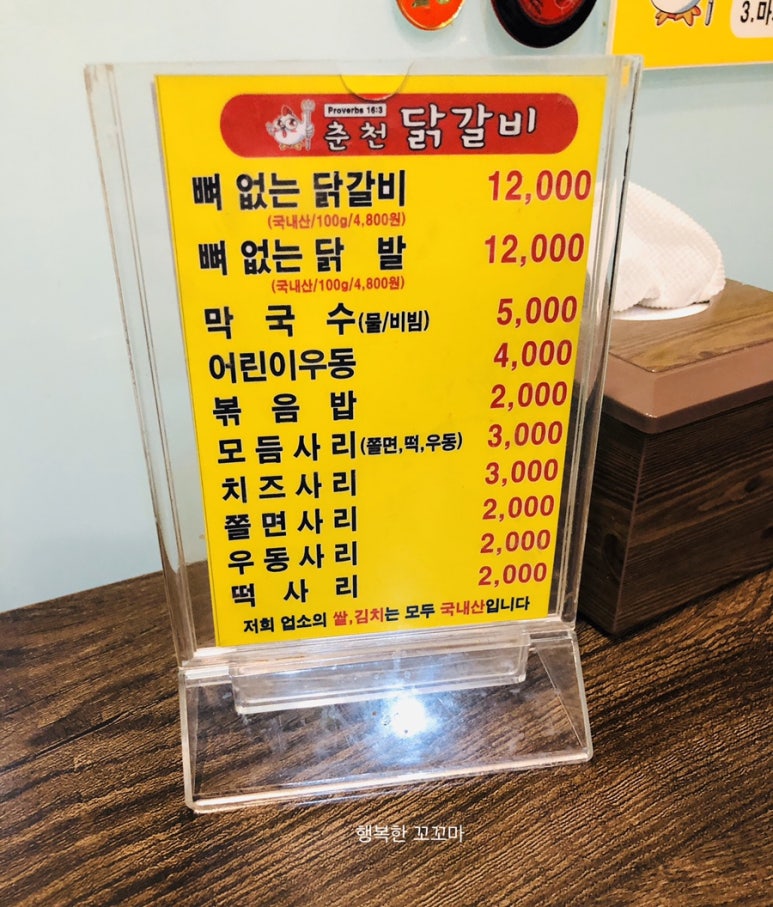 3.마
Proverbs 16:3
춘천 닭갈비
뼈 없는 닭갈비 12,000
(국내산/100g/4,800원)
뼈 없는 닭 발 12,000
(국내산/100g/4,800원)
막 국 수(물/비빔) 5,000
어린이우동 4,000
볶 음 밥 2,000
모 듬 사 리(쫄면,떡,우동) 3,000
치 즈 사 리 3,000
쫄 면 사 리 2,000
우 동 사 리 2,000
떡 사 리 2,000
저희 업소의 쌀,김치는 모두 국내산입니다
행복한 꼬꼬마